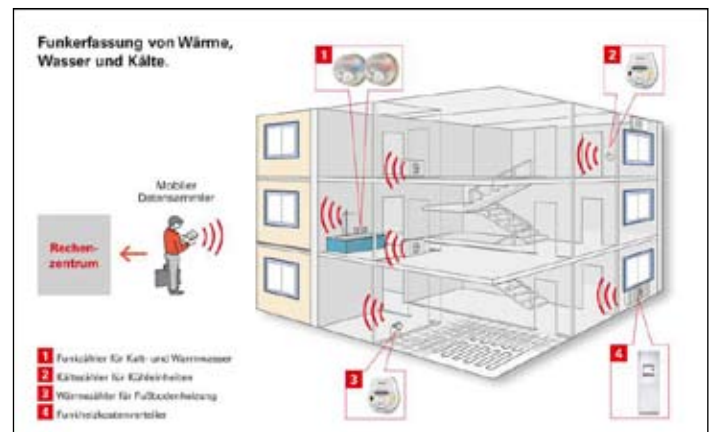 Funkerfassung von Wärme,
Wasser und Kälte.
1
2
Mobiler
Datensammler
Rechen-
zentrum
1 Funkzähler für Kalt- und Warmwasser
2 Kältezähler für Kühleinheiten
3 Wärmezähler für Fußbodenheizung
4 Funkheizkostenverteiler
3
4